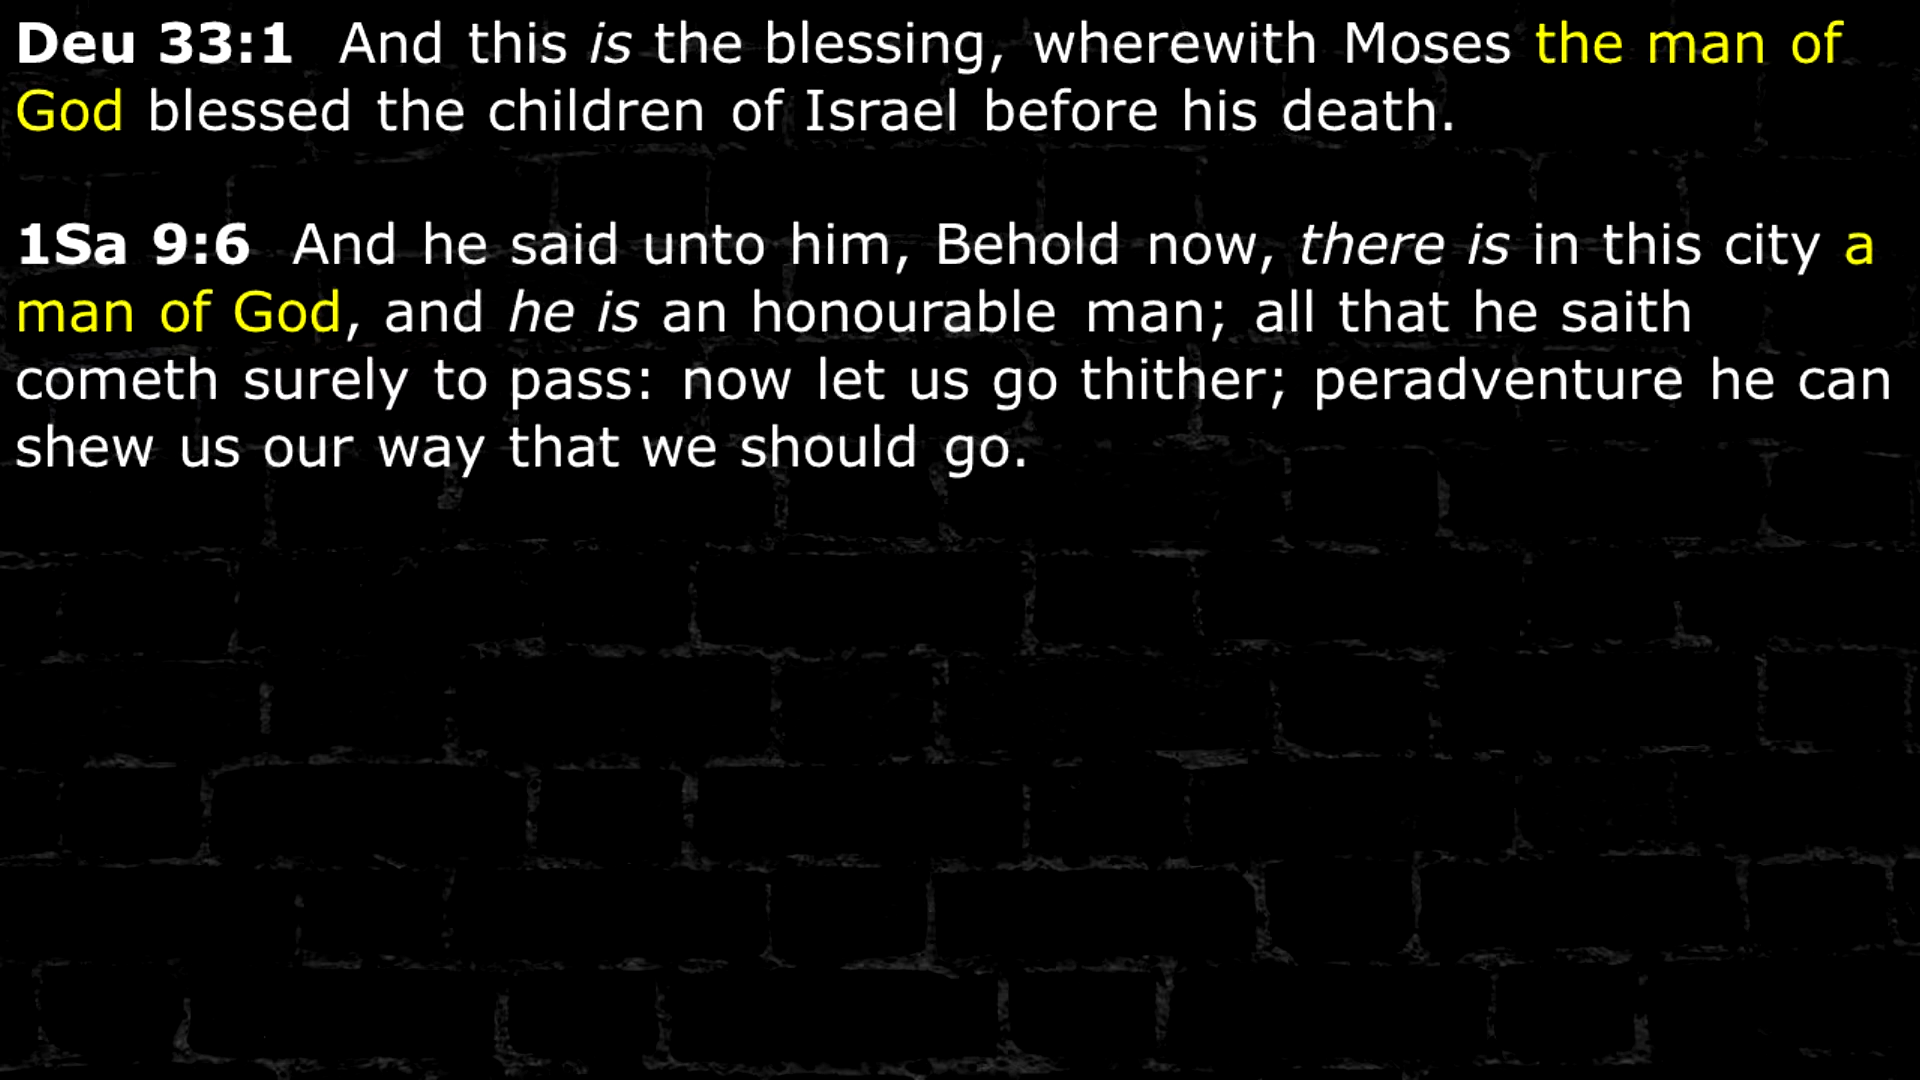 Deu 33:1 And this is the blessing, wherewith Moses the man of
God blessed the children of Israel before his death.
1Sa 9:6 And he said unto him, Behold now, there is in this city a
man of God, and he is an honourable man; all that he saith
cometh surely to pass: now let us go thither; peradventure he can
shew us our way that we should go.